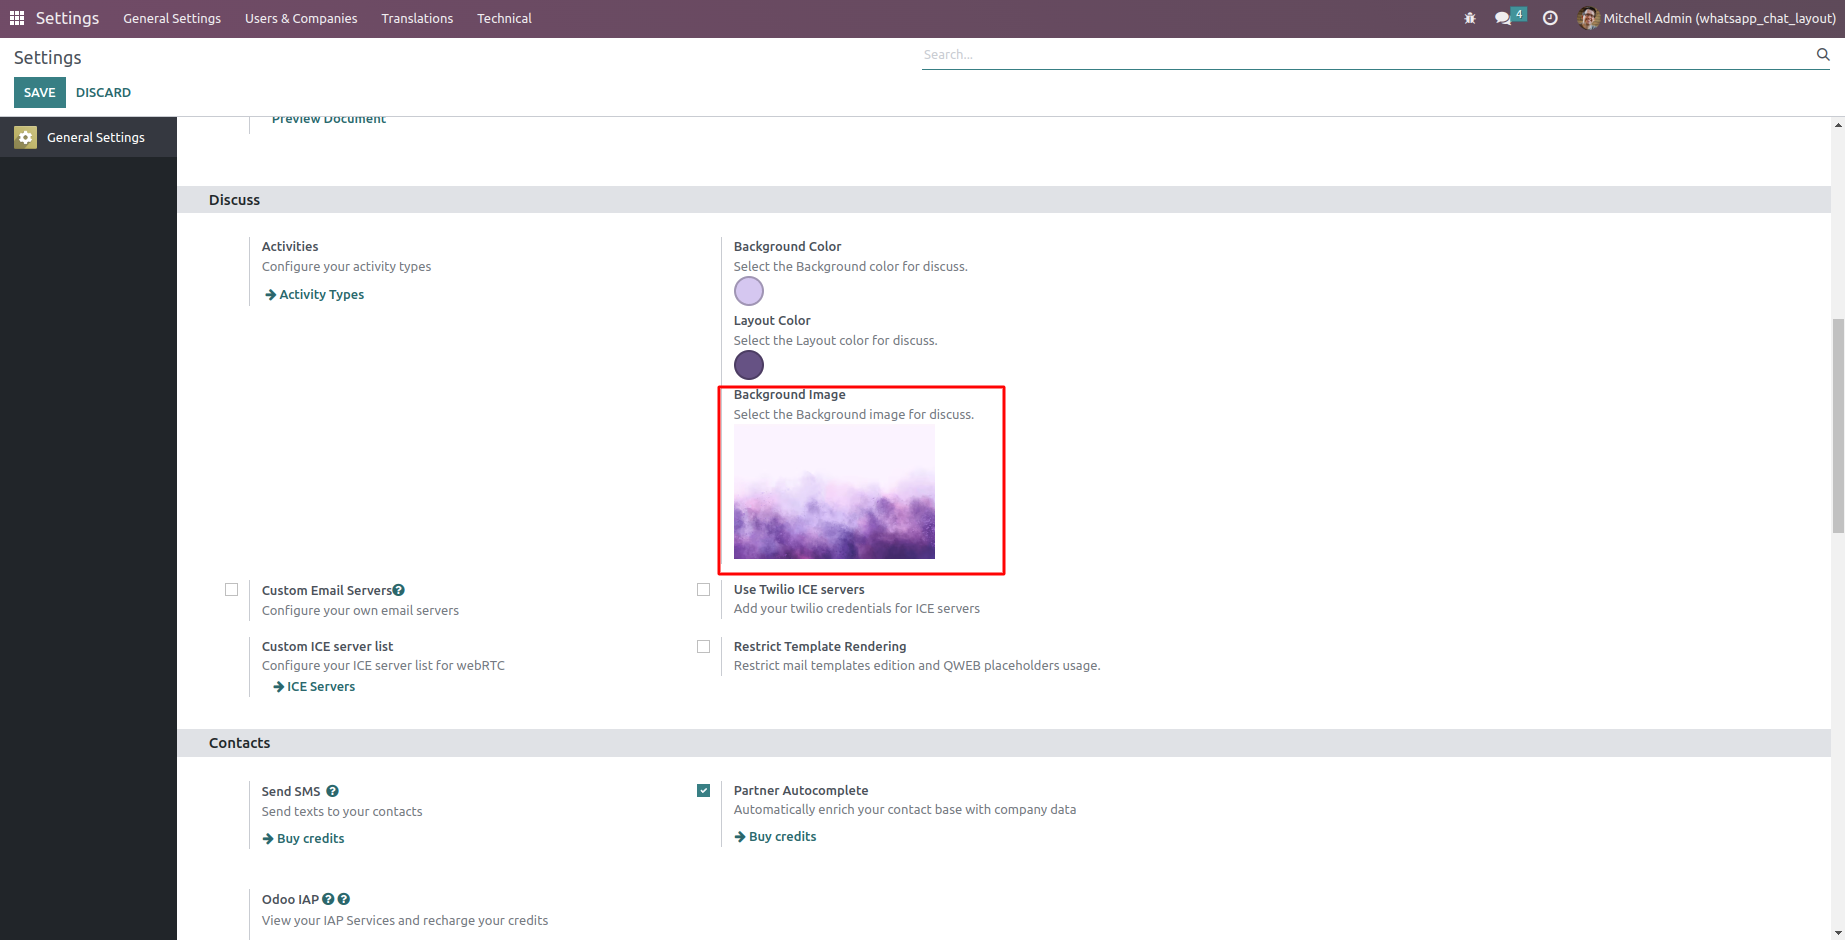 Settings General Settings Users & Companies Translations Technical 4 Mitchell Admin (whatsapp_chat_layout)
Settings
Search...
SAVE DISCARD
General Settings
Preview Document
Discuss
Activities
Configure your activity types
Activity Types
Background Color
Select the Background color for discuss.
Layout Color
Select the Layout color for discuss.
Background Image
Select the Background image for discuss.
Custom Email Servers
Configure your own email servers
Use Twilio ICE servers
Add your twilio credentials for ICE servers
Custom ICE server list
Configure your ICE server list for webRTC
ICE Servers
Restrict Template Rendering
Restrict mail templates edition and QWEB placeholders usage.
Contacts
Send SMS
Send texts to your contacts
Buy credits
Partner Autocomplete
Automatically enrich your contact base with company data
Buy credits
Odoo IAP
View your IAP Services and recharge your credits